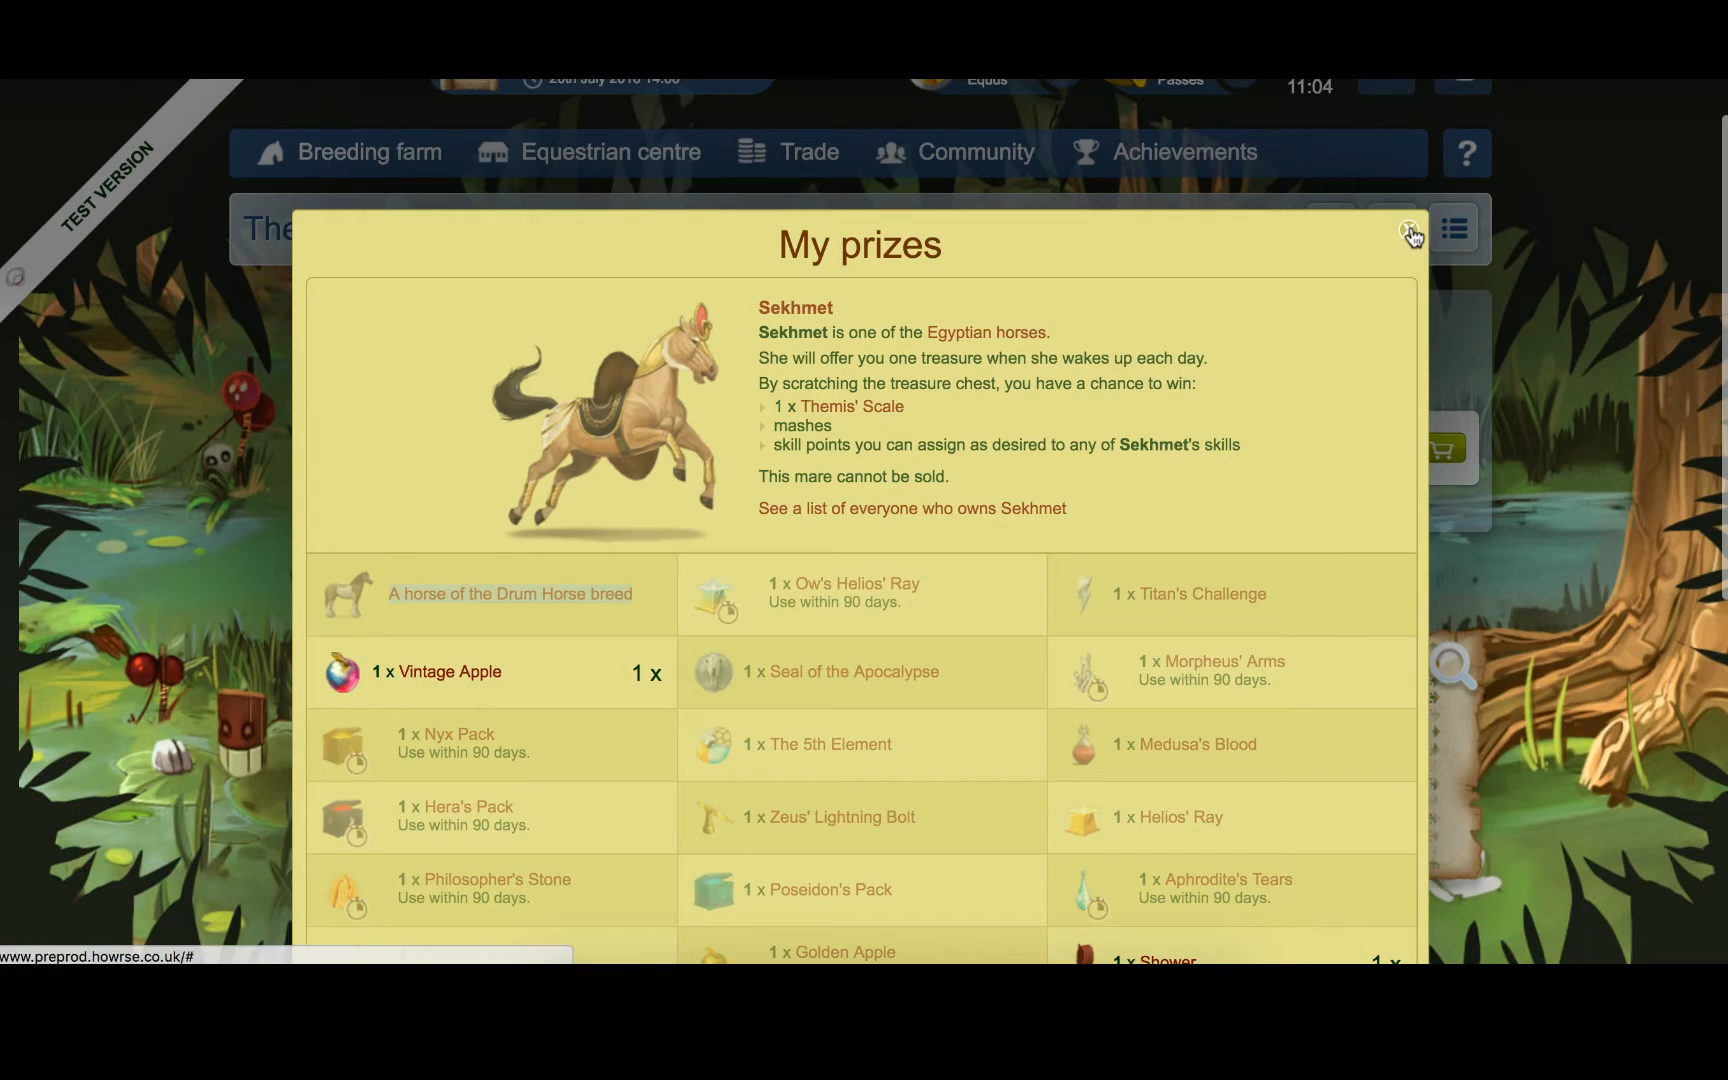 20th July 2016 14:00
Equus
Passes
11:04
TEST VERSION
Breeding farm
Equestrian centre
Trade
Community
Achievements
?
The
My prizes
Sekhmet
Sekhmet is one of the Egyptian horses.
She will offer you one treasure when she wakes up each day.
By scratching the treasure chest, you have a chance to win:
1 x Themis' Scale
mashes
skill points you can assign as desired to any of Sekhmet's skills
This mare cannot be sold.
See a list of everyone who owns Sekhmet
A horse of the Drum Horse breed
1 x Ow's Helios' Ray
Use within 90 days.
1 x Titan's Challenge
1 x Vintage Apple
1 x
1 x Seal of the Apocalypse
1 x Morpheus' Arms
Use within 90 days.
1 x Nyx Pack
Use within 90 days.
1 x The 5th Element
1 x Medusa's Blood
1 x Hera's Pack
Use within 90 days.
1 x Zeus' Lightning Bolt
1 x Helios' Ray
1 x Philosopher's Stone
Use within 90 days.
1 x Poseidon's Pack
1 x Aphrodite's Tears
Use within 90 days.
1 x Golden Apple
1 x Shower
1 x
www.preprod.howrse.co.uk/#